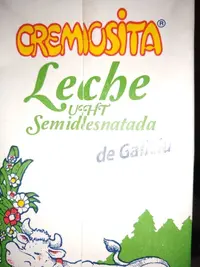 CREMOSITA®
Leche
UHT
Semidesnatada
de Galicia